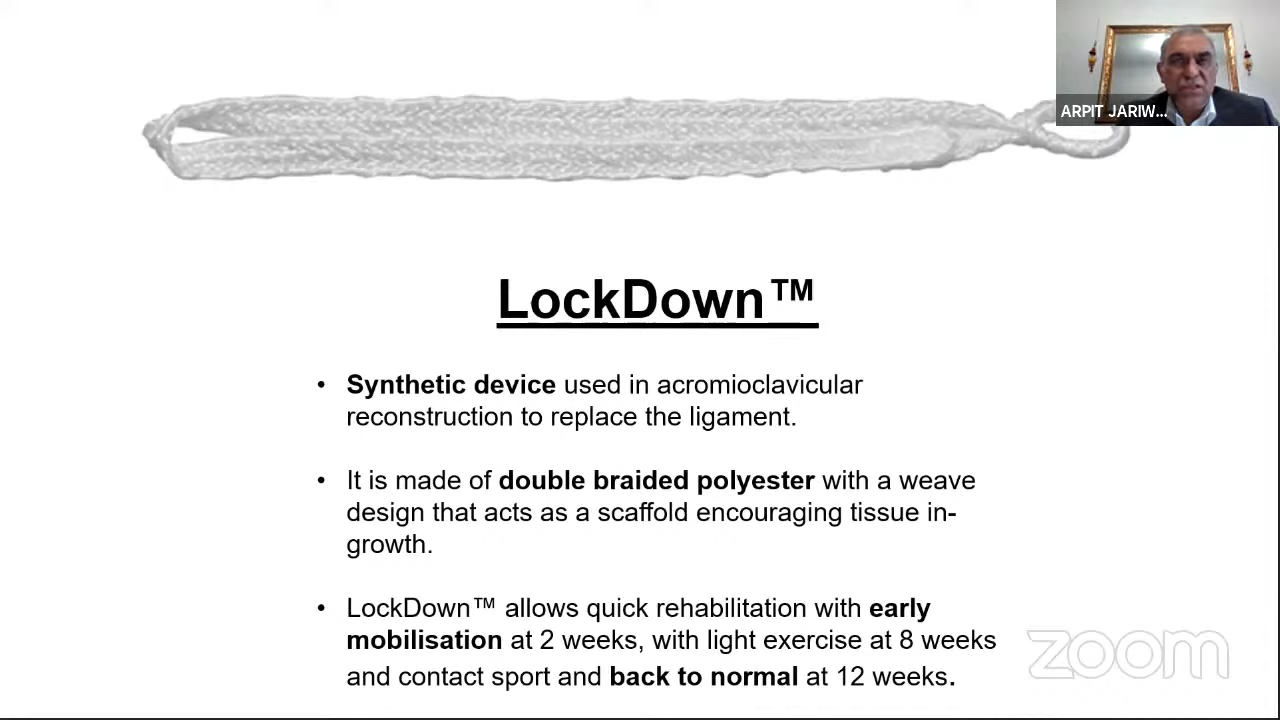 ARPIT JARIW...
LockDown™
• Synthetic device used in acromioclavicular
reconstruction to replace the ligament.
• It is made of double braided polyester with a weave
design that acts as a scaffold encouraging tissue in-
growth.
• LockDown™ allows quick rehabilitation with early
mobilisation at 2 weeks, with light exercise at 8 weeks
and contact sport and back to normal at 12 weeks.
zoom